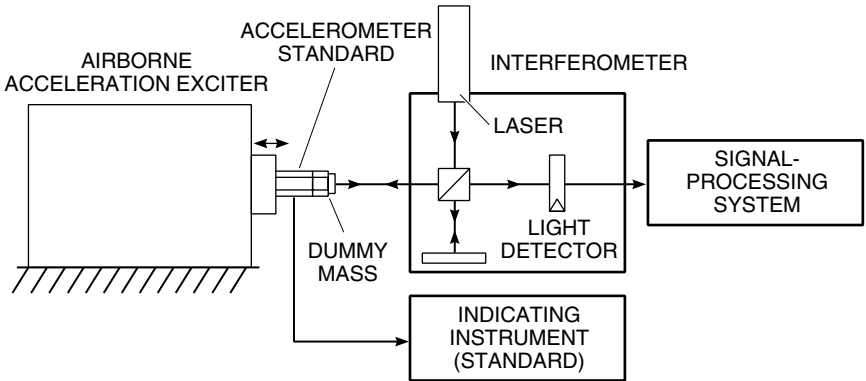 ACCELEROMETER
STANDARD
AIRBORNE
ACCELERATION EXCITER
INTERFEROMETER
LASER
SIGNAL-
PROCESSING
SYSTEM
LIGHT
DETECTOR
DUMMY
MASS
INDICATING
INSTRUMENT
(STANDARD)